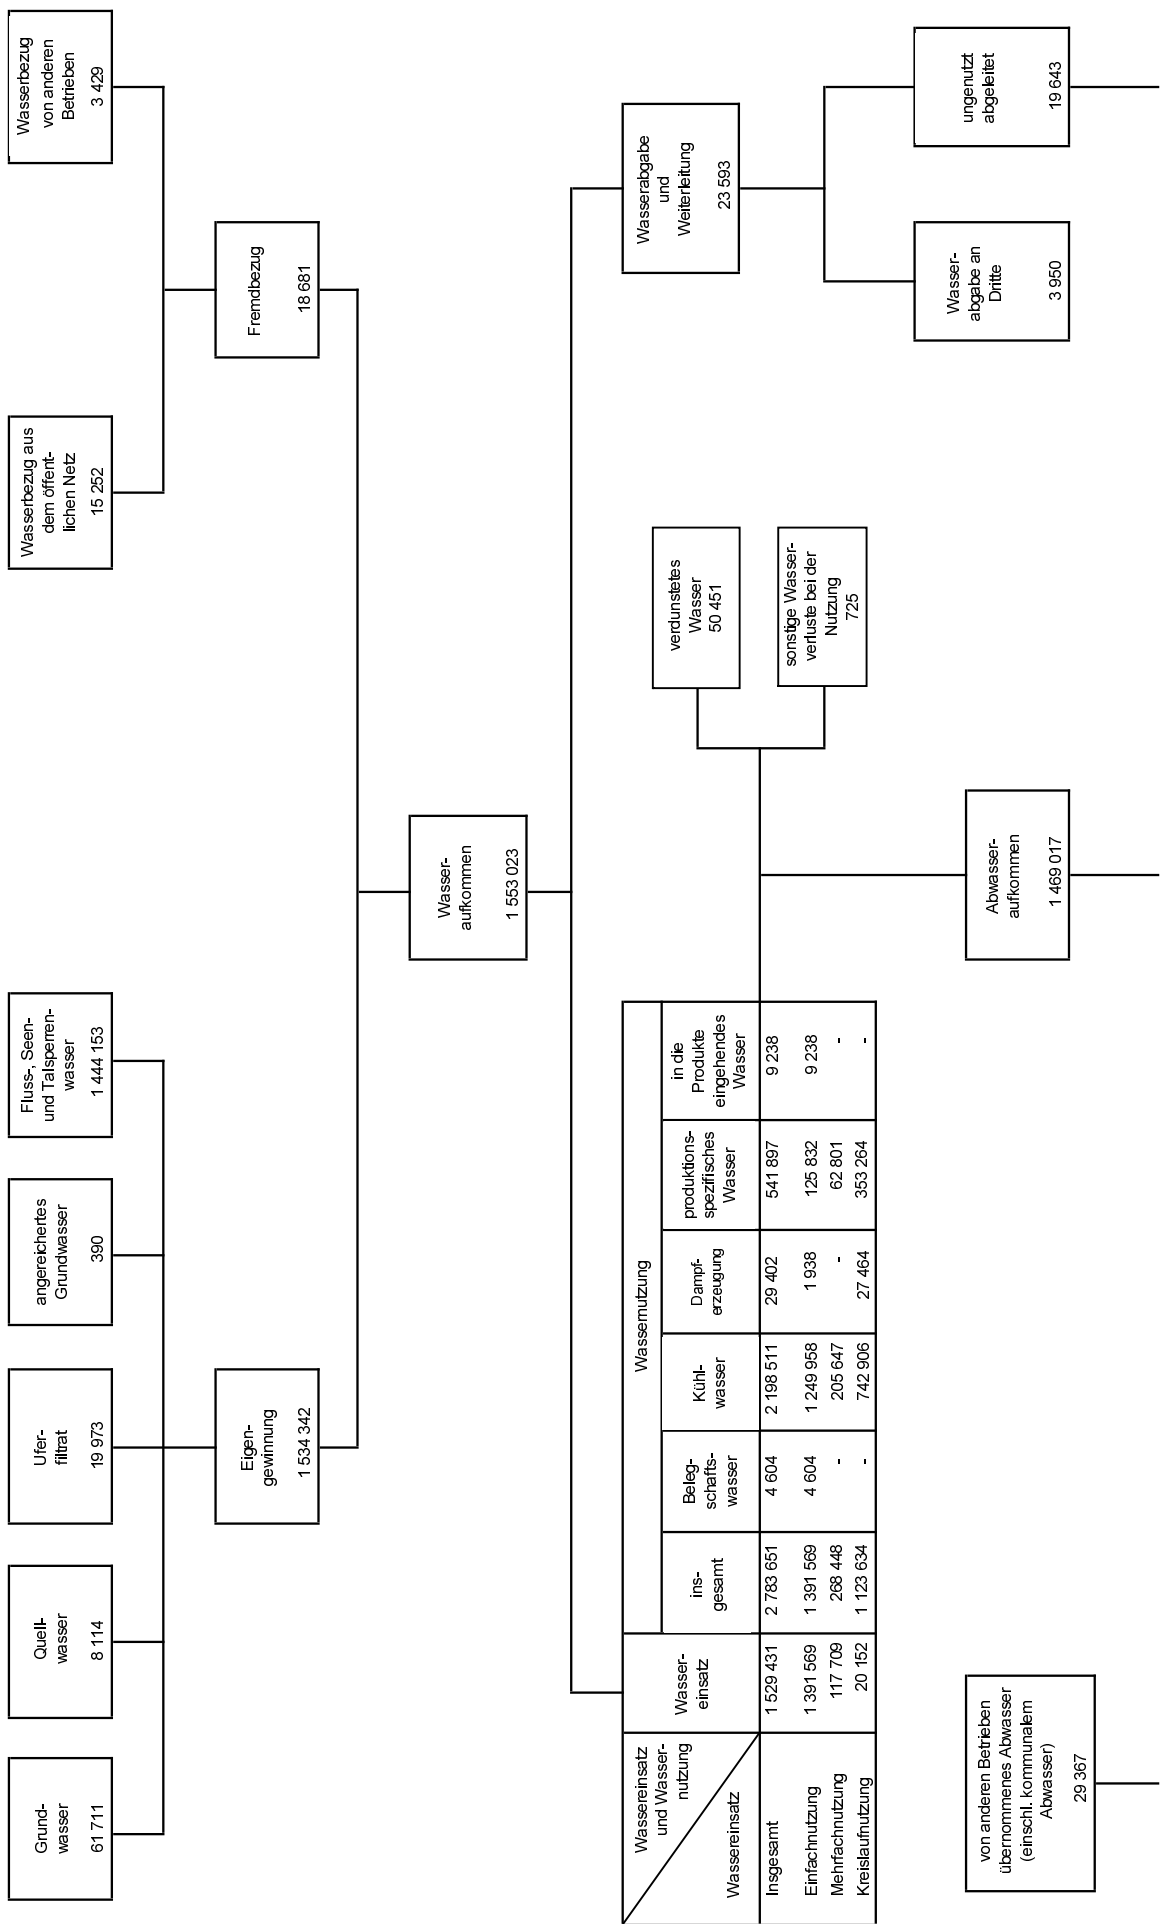 Grund-
wasser
61 711
Quell-
wasser
8 114
Ufer-
filtrat
19 973
angereichertes
Grundwasser
390
Fluss-, Seen-
und Talsperren-
wasser
1 444 153
Wasserbezug aus
dem öffent-
lichen Netz
15 252
Wasserbezug
von anderen
Betrieben
3 429
Eigen-
gewinnung
1 534 342
Fremdbezug
18 681
Wasser-
aufkommen
1 553 023
Wassereinsatz
und Wasser-
nutzung
Wassereinsatz
Wasser-
einsatz
Wassernutzung
ins-
gesamt
Beleg-
schafts-
wasser
Kühl-
wasser
Dampf-
erzeugung
produktions-
spezifisches
Wasser
in die
Produkte
eingehendes
Wasser
Insgesamt 1 529 431 2 783 651 4 604 2 198 511 29 402 541 897 9 238
Einfachnutzung 1 391 569 1 391 569 4 604 1 249 958 1 938 125 832 9 238
Mehrfachnutzung 117 709 268 448 - 205 647 - 62 801 -
Kreislaufnutzung 20 152 1 123 634 - 742 906 27 464 353 264 -
verdunstetes
Wasser
50 451
sonstige Wasser-
verluste bei der
Nutzung
725
Wasserabgabe
und
Weiterleitung
23 593
Wasser-
abgabe an
Dritte
3 950
ungenutzt
abgeleitet
19 643
von anderen Betrieben
übernommenes Abwasser
(einschl. kommunalem
Abwasser)
29 367
Abwasser-
aufkommen
1 469 017